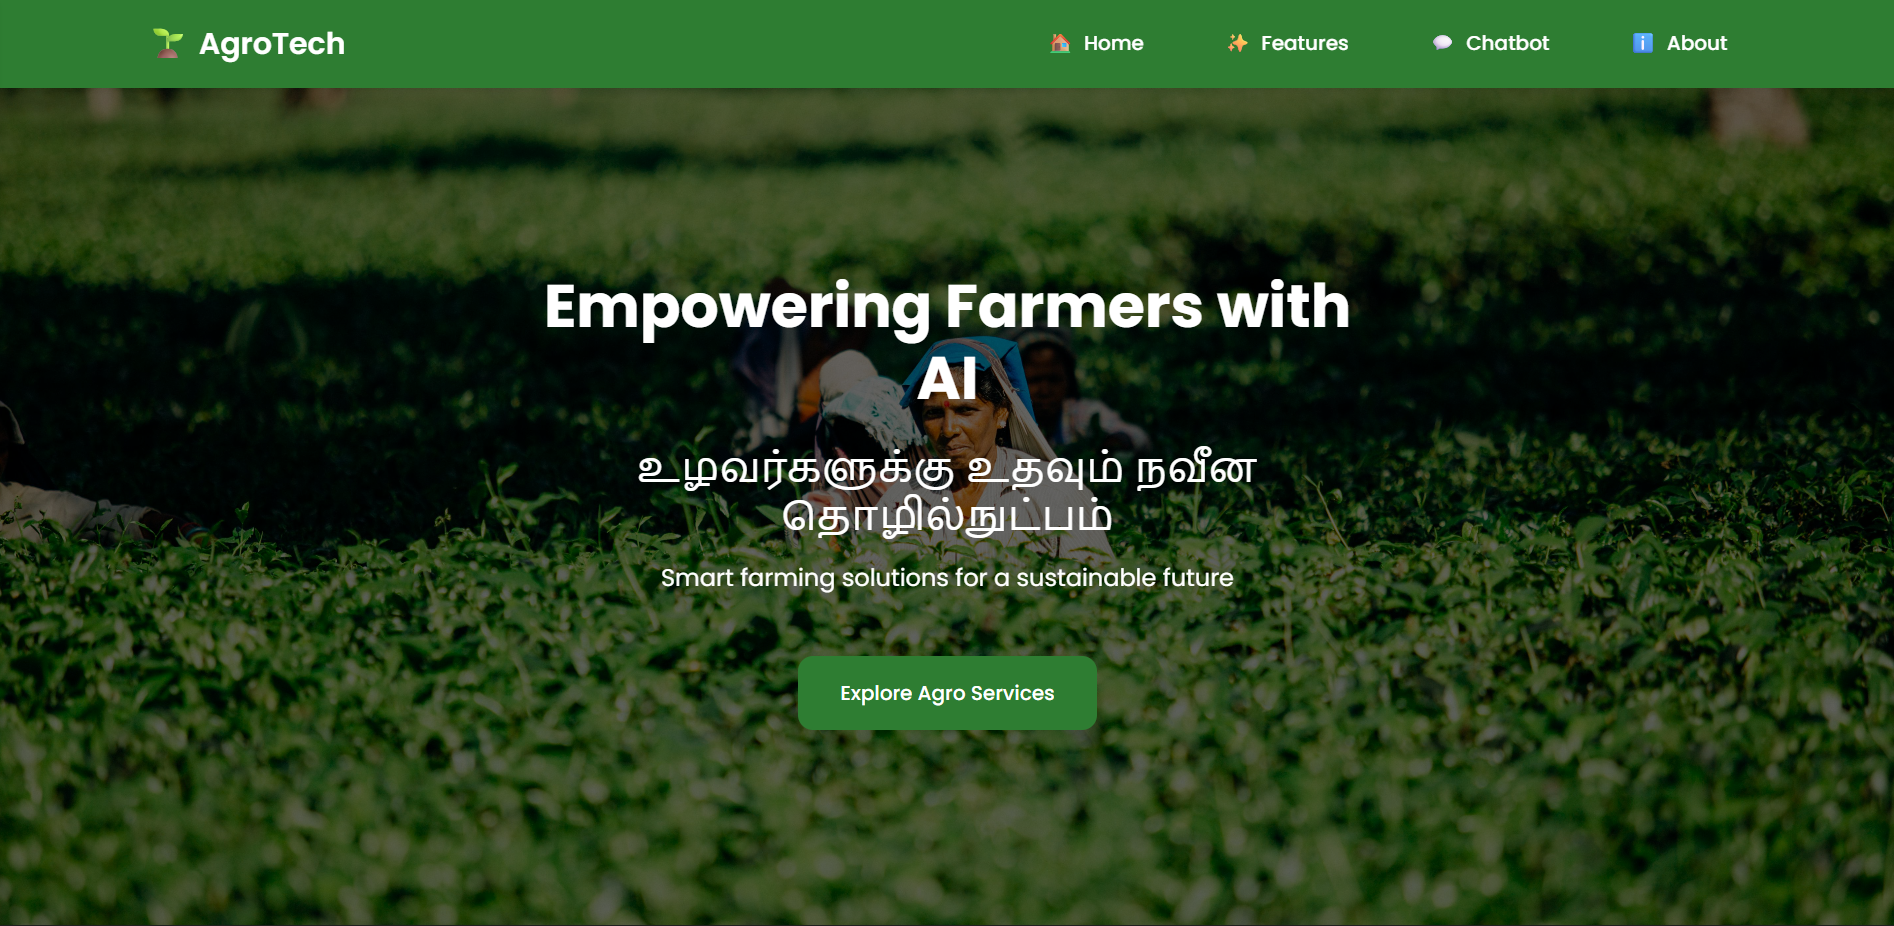 AgroTech
Home
Features
Chatbot
About
Empowering Farmers with
AI
உழவர்களுக்கு உதவும் நவீன
தொழில்நுட்பம்
Smart farming solutions for a sustainable future
Explore Agro Services